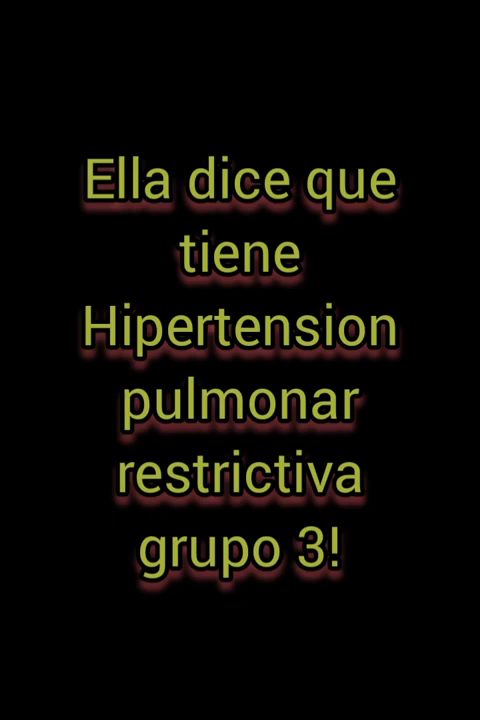 Ella dice que
tiene
Hipertension
pulmonar
restrictiva
grupo 3!